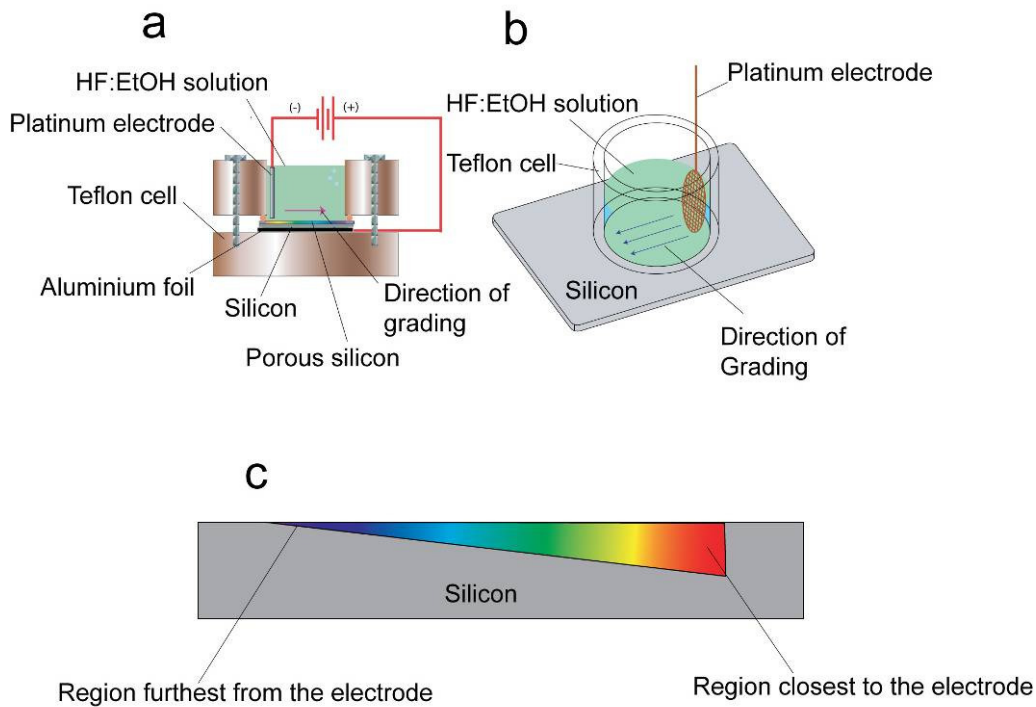 a
HF:EtOH solution
Platinum electrode
(-)
(+)
Teflon cell
Aluminium foil
Silicon
Porous silicon
Direction of
grading
b
Platinum electrode
HF:EtOH solution
Teflon cell
Silicon
Direction of
Grading
c
Silicon
Region furthest from the electrode
Region closest to the electrode